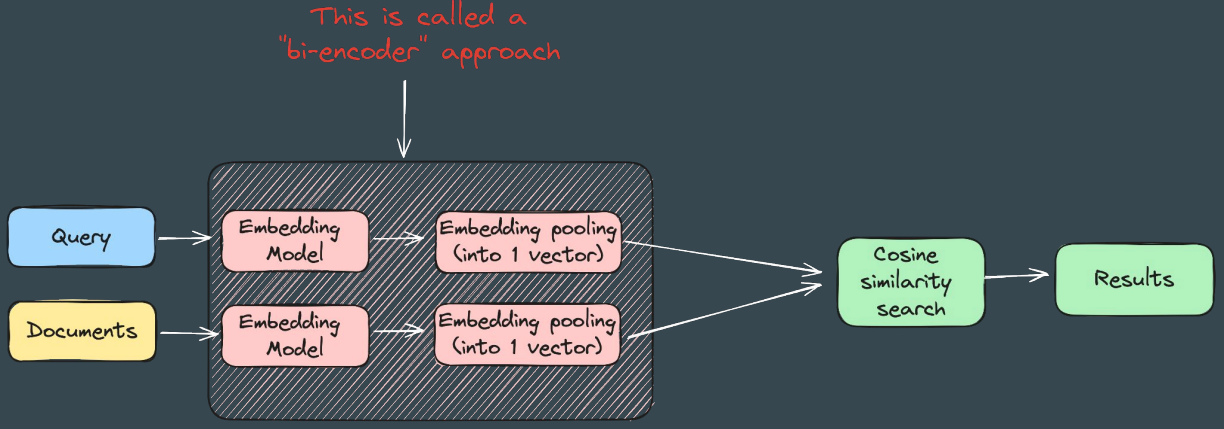 This is called a
"bi-encoder" approach
Query
Embedding
Model
Embedding pooling
(into 1 vector)
Documents
Embedding
Model
Embedding pooling
(into 1 vector)
Cosine
similarity
search
Results